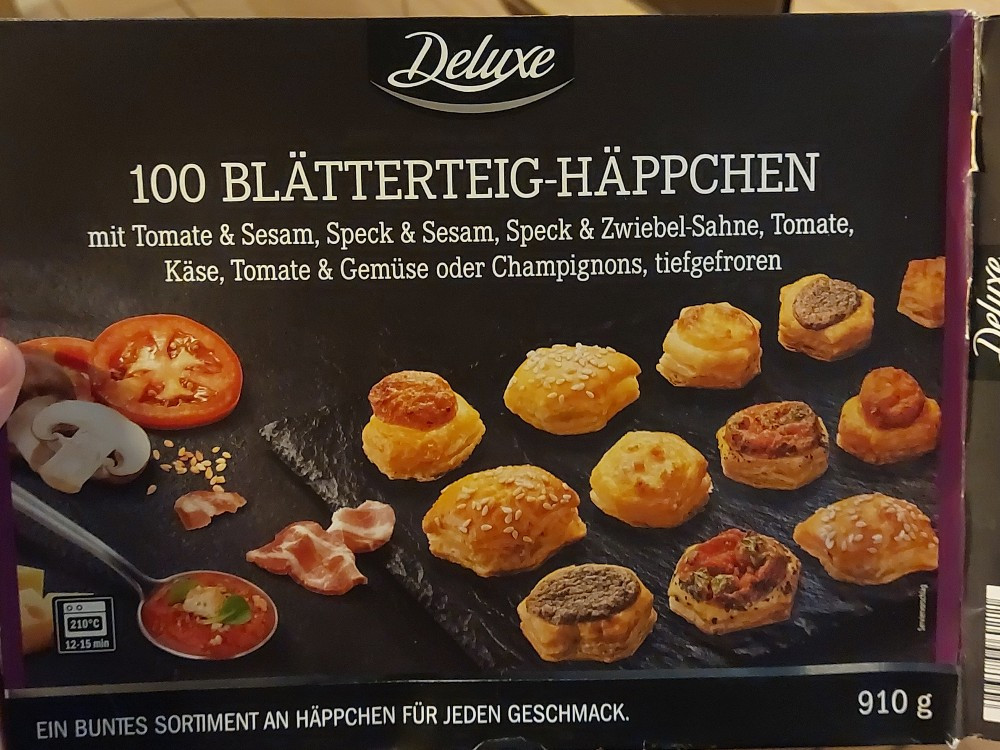 Deluxe
100 BLÄTTERTEIG-HÄPPCHEN
mit Tomate & Sesam, Speck & Sesam, Speck & Zwiebel-Sahne, Tomate,
Käse, Tomate & Gemüse oder Champignons, tiefgefroren
Deluxe
210°C
12-15 min
EIN BUNTES SORTIMENT AN HÄPPCHEN FÜR JEDEN GESCHMACK.
910 g